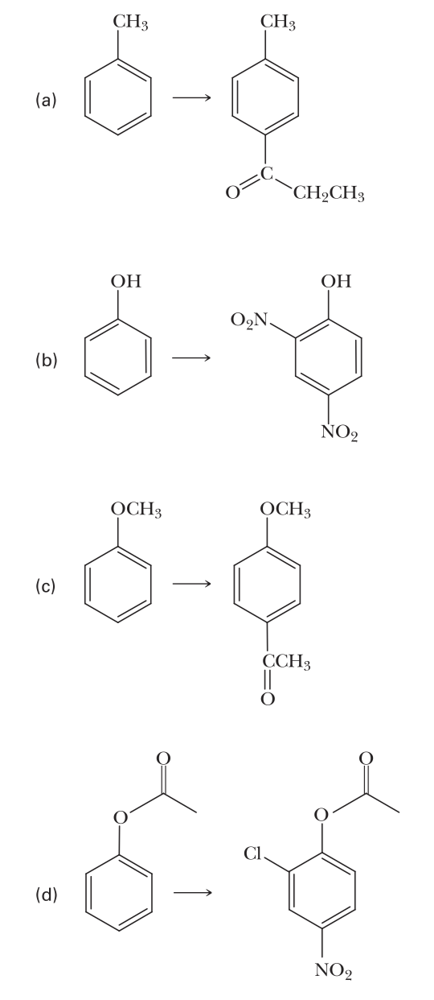 CH₃ CH₃
(a)
C
O CH₂CH₃
OH OH
O₂N
(b)
NO₂
OCH₃ OCH₃
(c)
CCH₃
O
O O
O O
Cl
(d)
NO₂